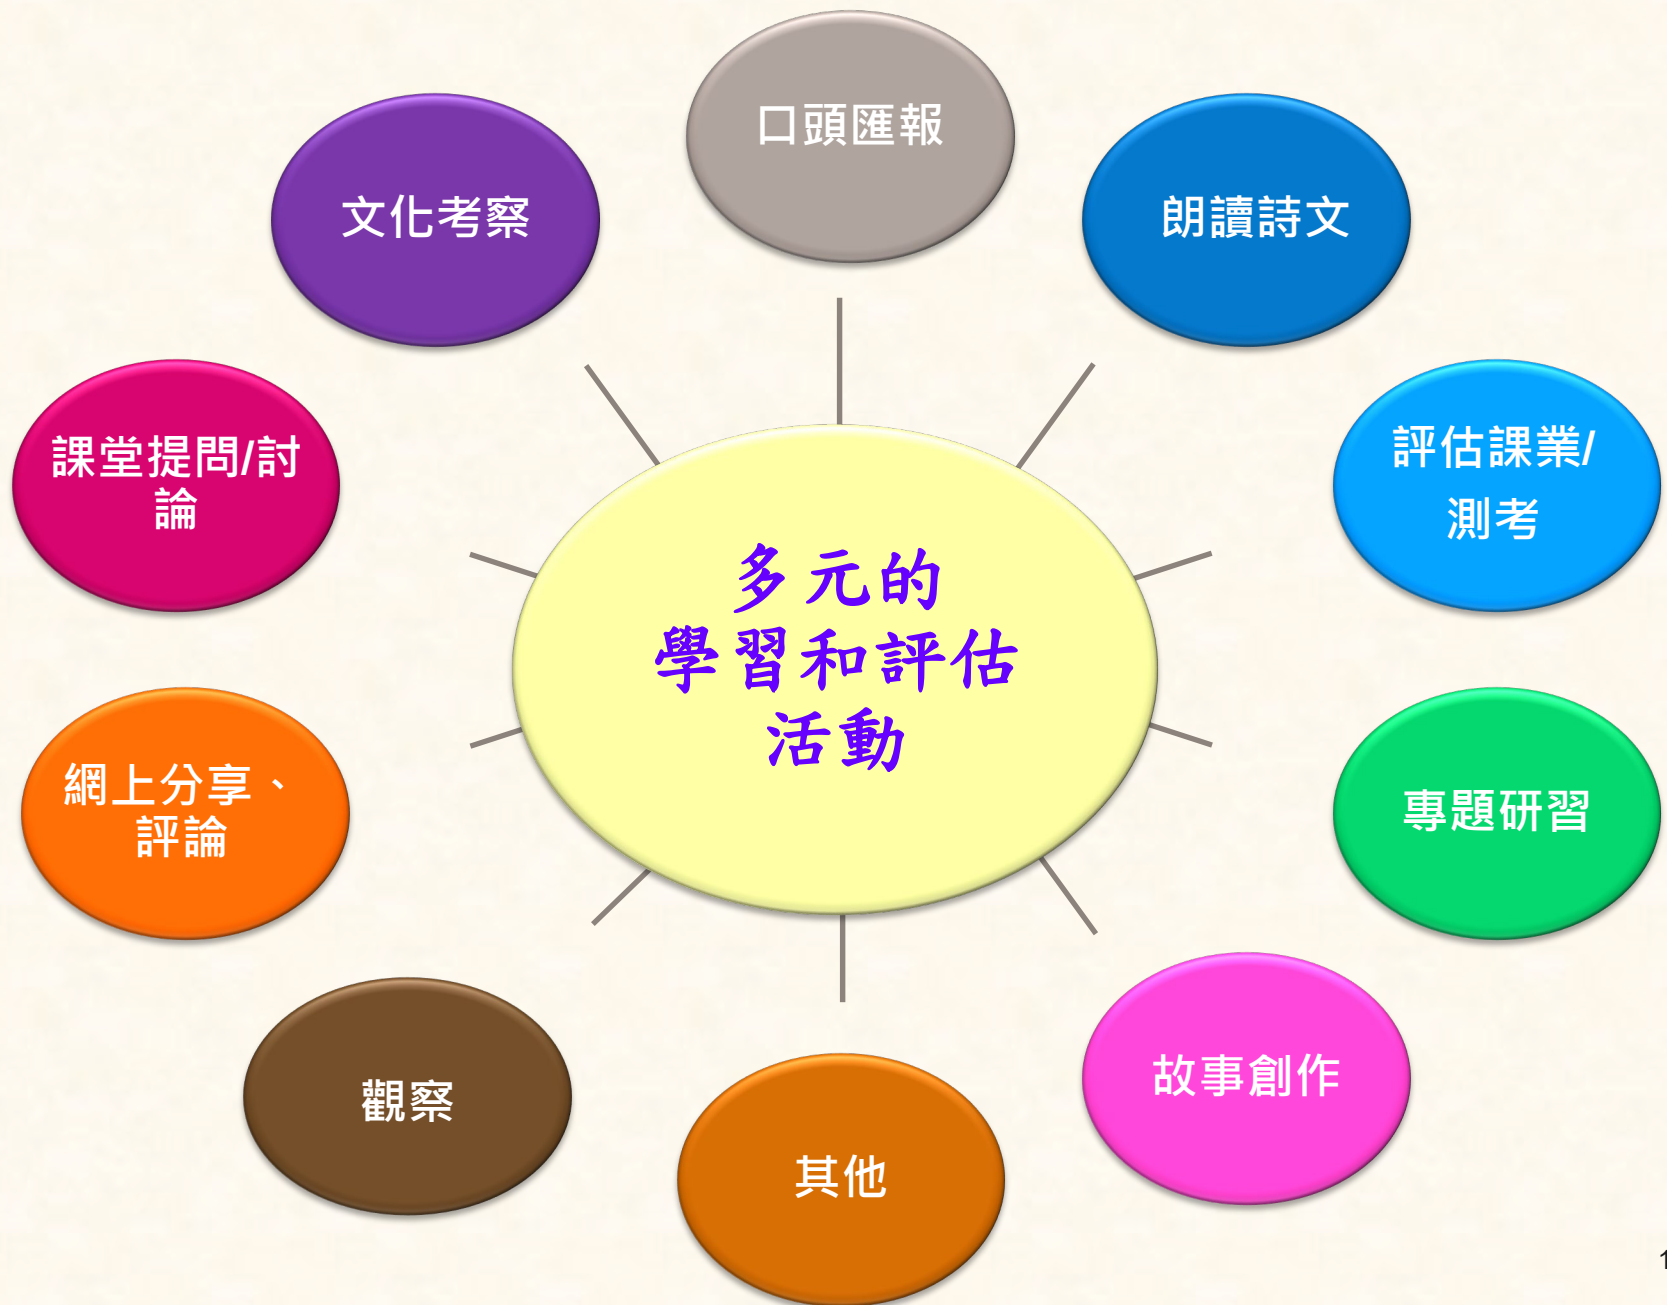 口頭匯報
文化考察
朗讀詩文
課堂提問/討
論
評估課業/
測考
多元的
學習和評估
活動
網上分享、
評論
專題研習
觀察
故事創作
其他
1